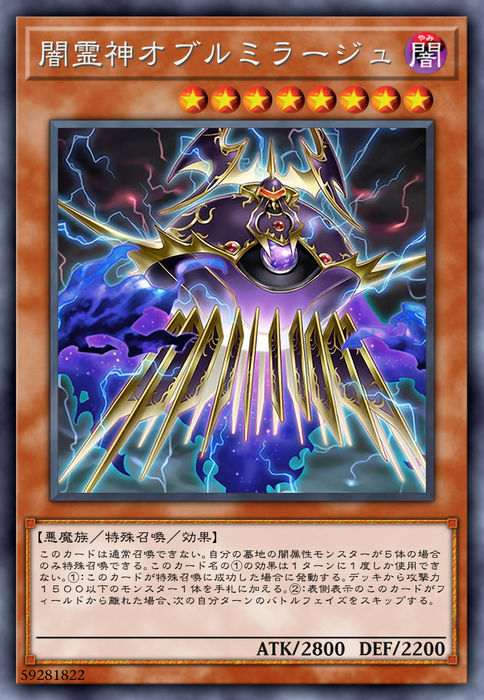 闇霊神オブルミラージュ
やみ
闇
【悪魔族／特殊召喚／効果】
このカードは通常召喚できない。自分の墓地の闇属性モンスターが５体の場合
のみ特殊召喚できる。このカード名の①の効果は１ターンに１度しか使用でき
ない。①：このカードが特殊召喚に成功した場合に発動する。デッキから攻撃力
１５００以下のモンスター１体を手札に加える。②：表側表示のこのカードがフ
ィールドから離れた場合、次の自分ターンのバトルフェイズをスキップする。
ATK/2800 DEF/2200
59281822